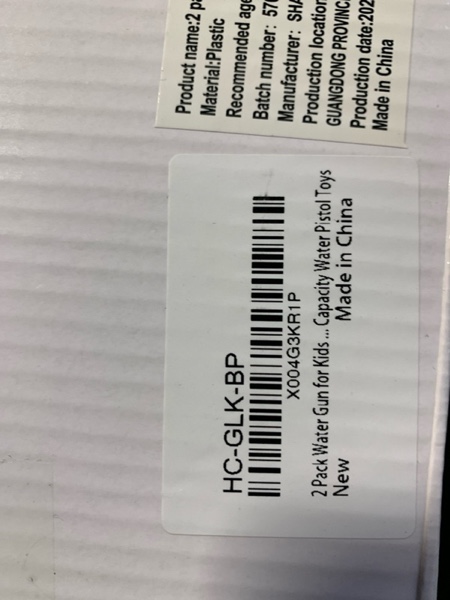 Product name:2 pa
Material:Plastic
Recommended age
Batch number: 570
Manufacturer: SHA
Production location
GUANGDONG PROVINC
Production date:202
Made in China
HC-GLK-BP
X004G3KR1P
2 Pack Water Gun for Kids ... Capacity Water Pistol Toys
New Made in China